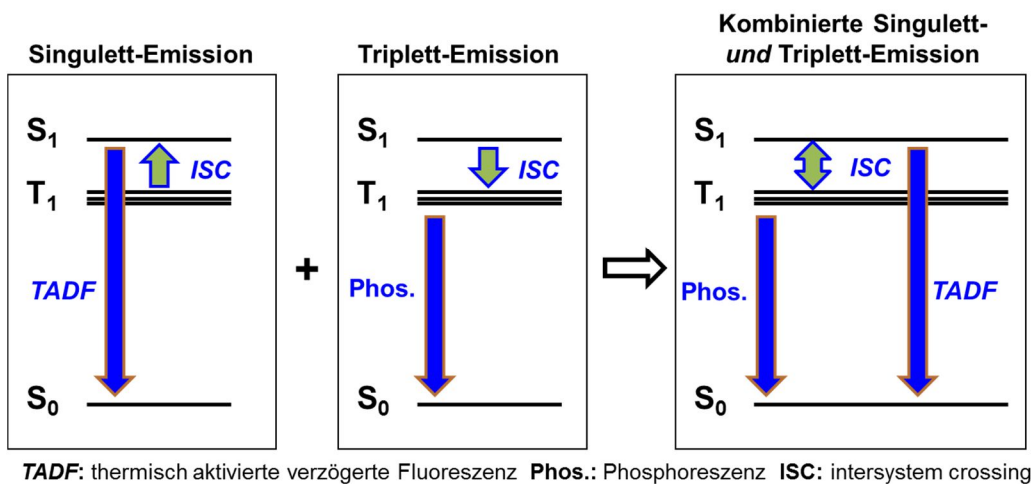 Singulett-Emission
S1
ISC
T1
TADF
S0
+
Triplett-Emission
S1
ISC
T1
Phos.
S0
Kombinierte Singulett-
und Triplett-Emission
S1
ISC
T1
Phos.
TADF
S0
TADF: thermisch aktivierte verzögerte Fluoreszenz Phos.: Phosphoreszenz ISC: intersystem crossing